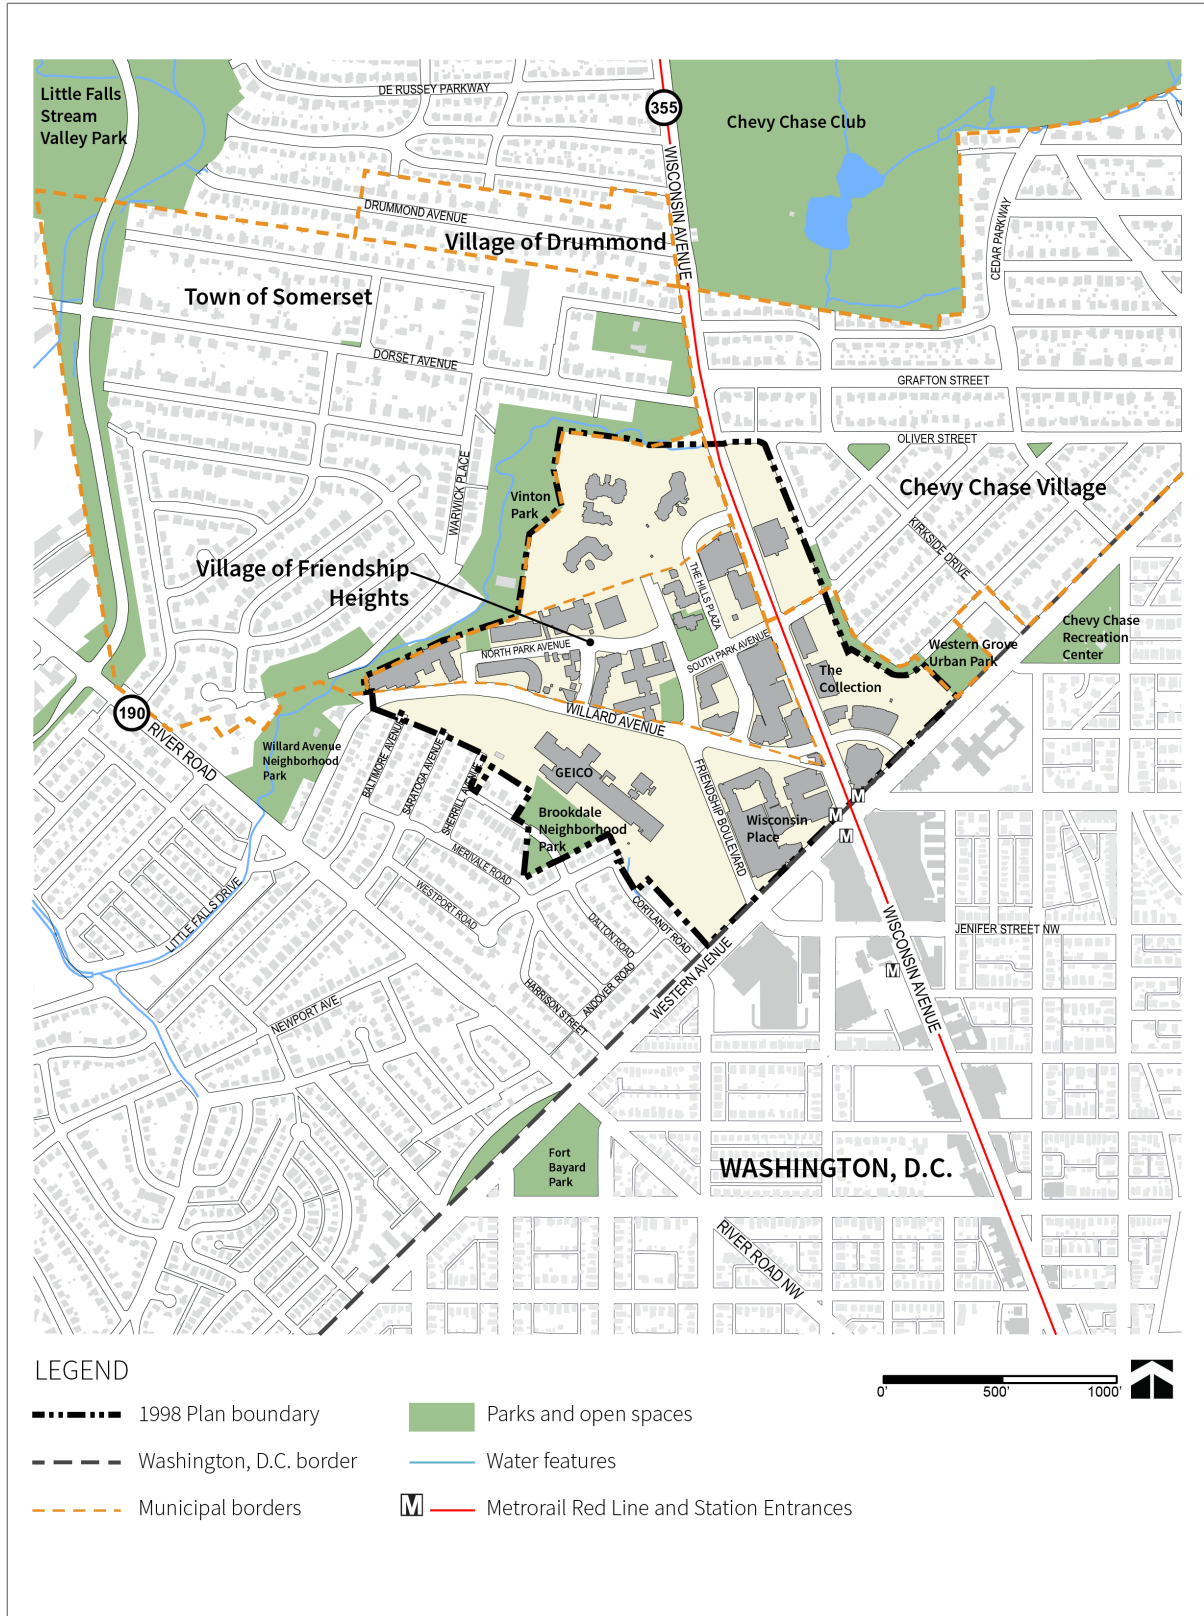 Little Falls
Stream
Valley Park
DE RUSSEY PARKWAY
355
Chevy Chase Club
WISCONSIN AVENUE
DRUMMOND AVENUE
Village of Drummond
CEDAR PARKWAY
Town of Somerset
DORSET AVENUE
GRAFTON STREET
OLIVER STREET
WARWICK PLACE
Vinton
Park
Chevy Chase Village
KIRKSIDE DRIVE
Village of Friendship
Heights
THE HILLS PLAZA
Chevy Chase
Recreation
Center
NORTH PARK AVENUE
SOUTH PARK AVENUE
Western Grove
Urban Park
The
Collection
190
RIVER ROAD
WILLARD AVENUE
Willard Avenue
Neighborhood
Park
BALTIMORE AVENUE
SARATOGA AVENUE
SHERRILL AVENUE
GEICO
FRIENDSHIP BOULEVARD
M
M
M
Brookdale
Neighborhood
Park
Wisconsin
Place
MERIVALE ROAD
WESTPORT ROAD
LITTLE FALLS DRIVE
CORTLANDT ROAD
DALTON ROAD
ANDOVER ROAD
HARRISON STREET
WESTERN AVENUE
WISCONSIN AVENUE
JENIFER STREET NW
M
NEWPORT AVE
Fort
Bayard
Park
WASHINGTON, D.C.
RIVER ROAD NW
LEGEND
0'
500'
1000'
1998 Plan boundary
Parks and open spaces
Washington, D.C. border
Water features
Municipal borders
M
Metrorail Red Line and Station Entrances